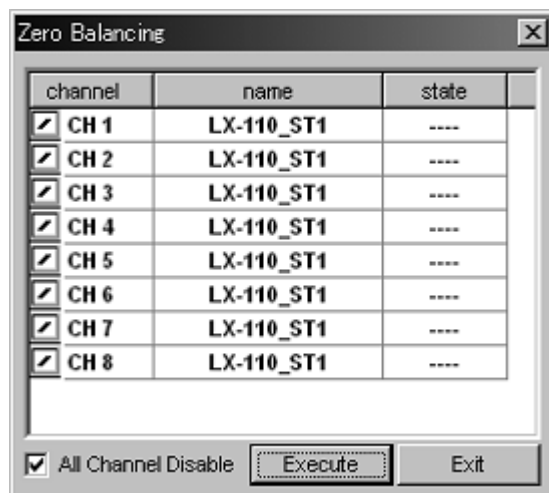 Zero Balancing
channel name state
CH 1 LX-110_ST1 ----
CH 2 LX-110_ST1 ----
CH 3 LX-110_ST1 ----
CH 4 LX-110_ST1 ----
CH 5 LX-110_ST1 ----
CH 6 LX-110_ST1 ----
CH 7 LX-110_ST1 ----
CH 8 LX-110_ST1 ----
All Channel Disable Execute Exit